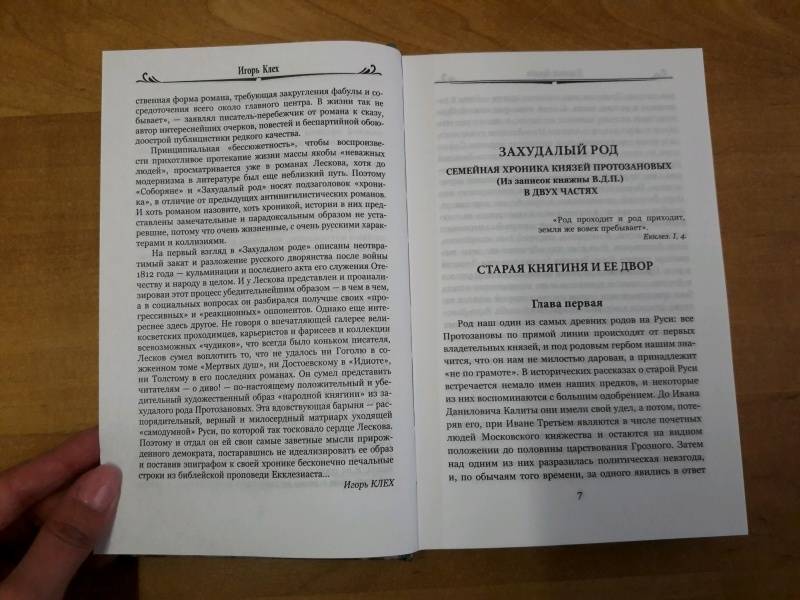 Игорь Клех
ственная форма романа, требующая закругления фабулы и со-
средоточения всего около главного центра. В жизни так не
бывает», — заявлял писатель-перебежчик от романа к сказу,
автор интереснейших очерков, повестей и беспартийной обою-
доострой публицистики редкого качества.
Принципиальная «бессюжетность», чтобы воспроизве-
сти прихотливое протекание жизни массы якобы «неважных
людей», просматривается уже в романах Лескова, хотя до
модернизма в литературе был еще неблизкий путь. Поэтому
«Соборяне» и «Захудалый род» носят подзаголовок «хрони-
ка», в отличие от предыдущих антинигилистических романов.
И хоть романом назовите, хоть хроникой, истории в них пред-
ставлены замечательные и парадоксальным образом не уста-
ревшие, потому что очень жизненные, с очень русскими харак-
терами и коллизиями.
На первый взгляд в «Захудалом роде» описаны неотвра-
тимый закат и разложение русского дворянства после войны
1812 года — кульминации и последнего акта его служения Отече-
ству и народу в целом. И у Лескова представлен и проанали-
зирован этот процесс убедительнейшим образом — в чем в чем,
а в социальных вопросах он разбирался получше своих «про-
грессивных» и «реакционных» оппонентов. Однако еще инте-
реснее здесь другое. Не говоря о впечатляющей галерее вели-
косветских проходимцев, карьеристов и фарисеев и коллекции
всевозможных «чудиков», что всегда было коньком писателя,
Лесков сумел воплотить то, что не удалось ни Гоголю в со-
жженном томе «Мертвых душ», ни Достоевскому в «Идиоте»,
ни Толстому в его последних романах. Он сумел представить
читателям — о диво! — по-настоящему положительный и убе-
дительный художественный образ «народной княгини» из за-
худалого рода Протозановых. Эта вдовствующая барыня — рас-
порядительный, верный и милосердный матриарх уходящей
«самодумной» Руси, по которой так тосковало сердце Лескова.
Поэтому и отдал он ей свои самые заветные мысли прирож-
денного демократа, постаравшись не идеализировать ее образ
и поставив эпиграфом к своей хронике бесконечно печальные
строки из библейской проповеди Екклезиаста...
Игорь КЛЕХ
ЗАХУДАЛЫЙ РОД
СЕМЕЙНАЯ ХРОНИКА КНЯЗЕЙ ПРОТОЗАНОВЫХ
(Из записок княжны В.Д.П.)
В ДВУХ ЧАСТЯХ
«Род проходит и род приходит,
земля же вовек пребывает».
Екклез. I, 4.
СТАРАЯ КНЯГИНЯ И ЕЕ ДВОР
Глава первая
Род наш один из самых древних родов на Руси: все
Протозановы по прямой линии происходят от первых
владетельных князей, и под родовым гербом нашим зна-
чится, что он нам не милостью дарован, а принадлежит
«не по грамоте». В исторических рассказах о старой Руси
встречается немало имен наших предков, и некоторые
из них воспоминаются с большим одобрением. До Ивана
Даниловича Калиты они имели свой удел, а потом, поте-
ряв его, при Иване Третьем являются в числе почетных
людей Московского княжества и остаются на видном
положении до половины царствования Грозного. Затем
над одним из них разразилась политическая невзгода,
и, по обычаям того времени, за одного явились в ответ
7